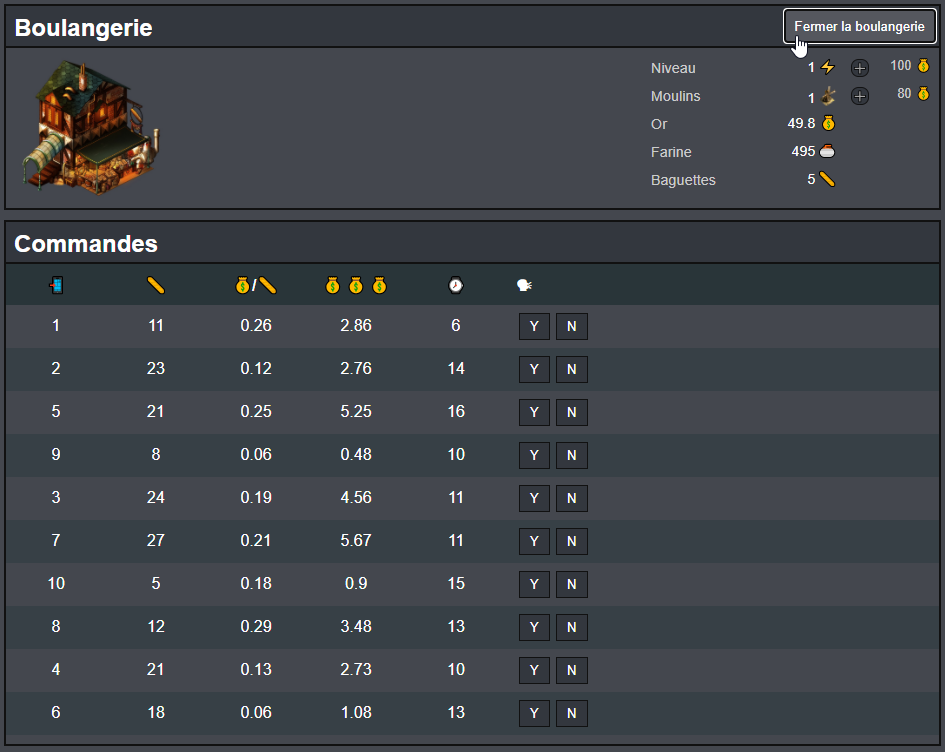 Boulangerie
Fermer la boulangerie
Niveau 1 100
Moulins 1 80
Or 49.8
Farine 495
Baguettes 5
Commandes
/
1 11 0.26 2.86 6 Y N
2 23 0.12 2.76 14 Y N
5 21 0.25 5.25 16 Y N
9 8 0.06 0.48 10 Y N
3 24 0.19 4.56 11 Y N
7 27 0.21 5.67 11 Y N
10 5 0.18 0.9 15 Y N
8 12 0.29 3.48 13 Y N
4 21 0.13 2.73 10 Y N
6 18 0.06 1.08 13 Y N